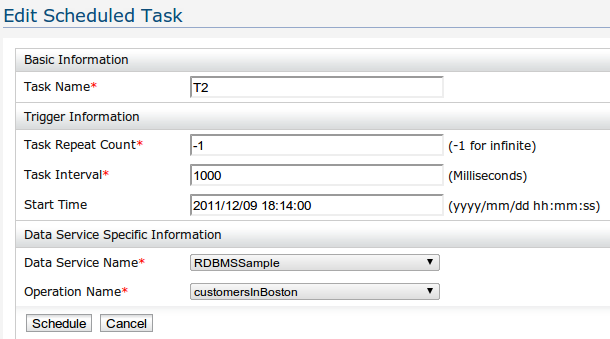 Edit Scheduled Task
Basic Information
Task Name* T2
Trigger Information
Task Repeat Count* -1 (-1 for infinite)
Task Interval* 1000 (Milliseconds)
Start Time 2011/12/09 18:14:00 (yyyy/mm/dd hh:mm:ss)
Data Service Specific Information
Data Service Name* RDBMSSample
Operation Name* customersInBoston
Schedule Cancel